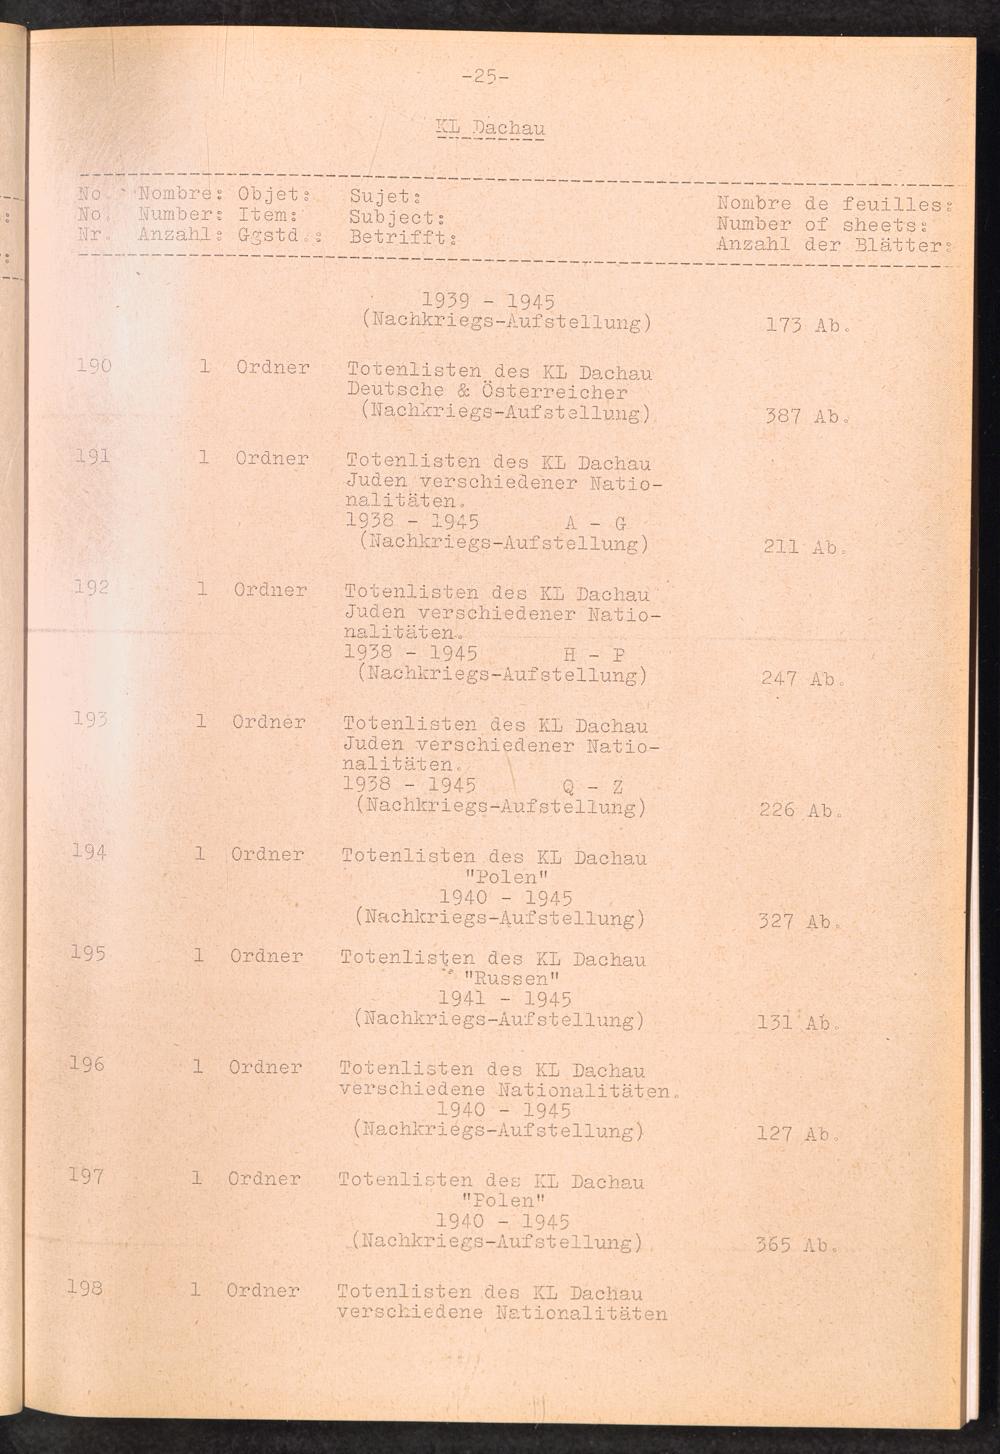 -25-
KL Dachau
No. Nombre: Objet: Sujet: Nombre de feuilles:
No. Number: Item: Subject: Number of sheets:
Nr. Anzahl: Ggstd.: Betrifft: Anzahl der Blätter:
1939 - 1945
(Nachkriegs-Aufstellung) 173 Ab.
190 1 Ordner Totenlisten des KL Dachau
Deutsche & Österreicher
(Nachkriegs-Aufstellung) 387 Ab.
191 1 Ordner Totenlisten des KL Dachau
Juden verschiedener Natio-
nalitäten.
1938 - 1945 A - G
(Nachkriegs-Aufstellung) 211 Ab.
192 1 Ordner Totenlisten des KL Dachau
Juden verschiedener Natio-
nalitäten.
1938 - 1945 H - P
(Nachkriegs-Aufstellung) 247 Ab.
193 1 Ordner Totenlisten des KL Dachau
Juden verschiedener Natio-
nalitäten.
1938 - 1945 Q - Z
(Nachkriegs-Aufstellung) 226 Ab.
194 1 Ordner Totenlisten des KL Dachau
"Polen"
1940 - 1945
(Nachkriegs-Aufstellung) 327 Ab.
195 1 Ordner Totenlisten des KL Dachau
"Russen"
1941 - 1945
(Nachkriegs-Aufstellung) 131 Ab.
196 1 Ordner Totenlisten des KL Dachau
verschiedene Nationalitäten.
1940 - 1945
(Nachkriegs-Aufstellung) 127 Ab.
197 1 Ordner Totenlisten des KL Dachau
"Polen"
1940 - 1945
(Nachkriegs-Aufstellung) 365 Ab.
198 1 Ordner Totenlisten des KL Dachau
verschiedene Nationalitäten